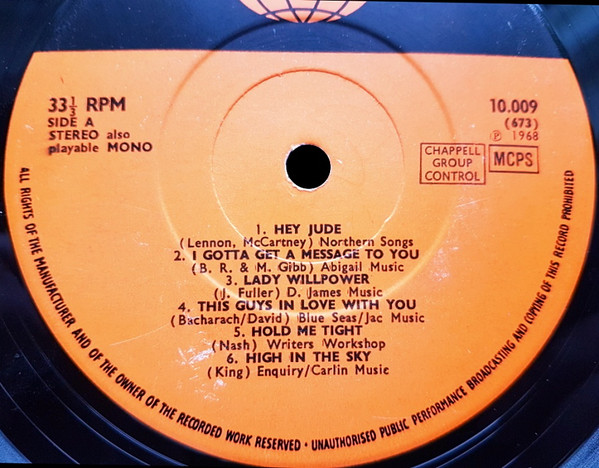 33⅓ RPM
SIDE A
STEREO also
playable MONO
10.009
(673)
Ⓟ 1968
CHAPPELL
GROUP
CONTROL
MCPS
1. HEY JUDE
(Lennon, McCartney) Northern Songs
2. I GOTTA GET A MESSAGE TO YOU
(B. R. & M. Gibb) Abigail Music
3. LADY WILLPOWER
(J. Fuller) D. James Music
4. THIS GUYS IN LOVE WITH YOU
(Bacharach/David) Blue Seas/Jac Music
5. HOLD ME TIGHT
(Nash) Writers Workshop
6. HIGH IN THE SKY
(King) Enquiry/Carlin Music
ALL RIGHTS OF THE MANUFACTURER AND OF THE OWNER OF THE RECORDED WORK RESERVED · UNAUTHORISED PUBLIC PERFORMANCE BROADCASTING AND COPYING OF THIS RECORD PROHIBITED